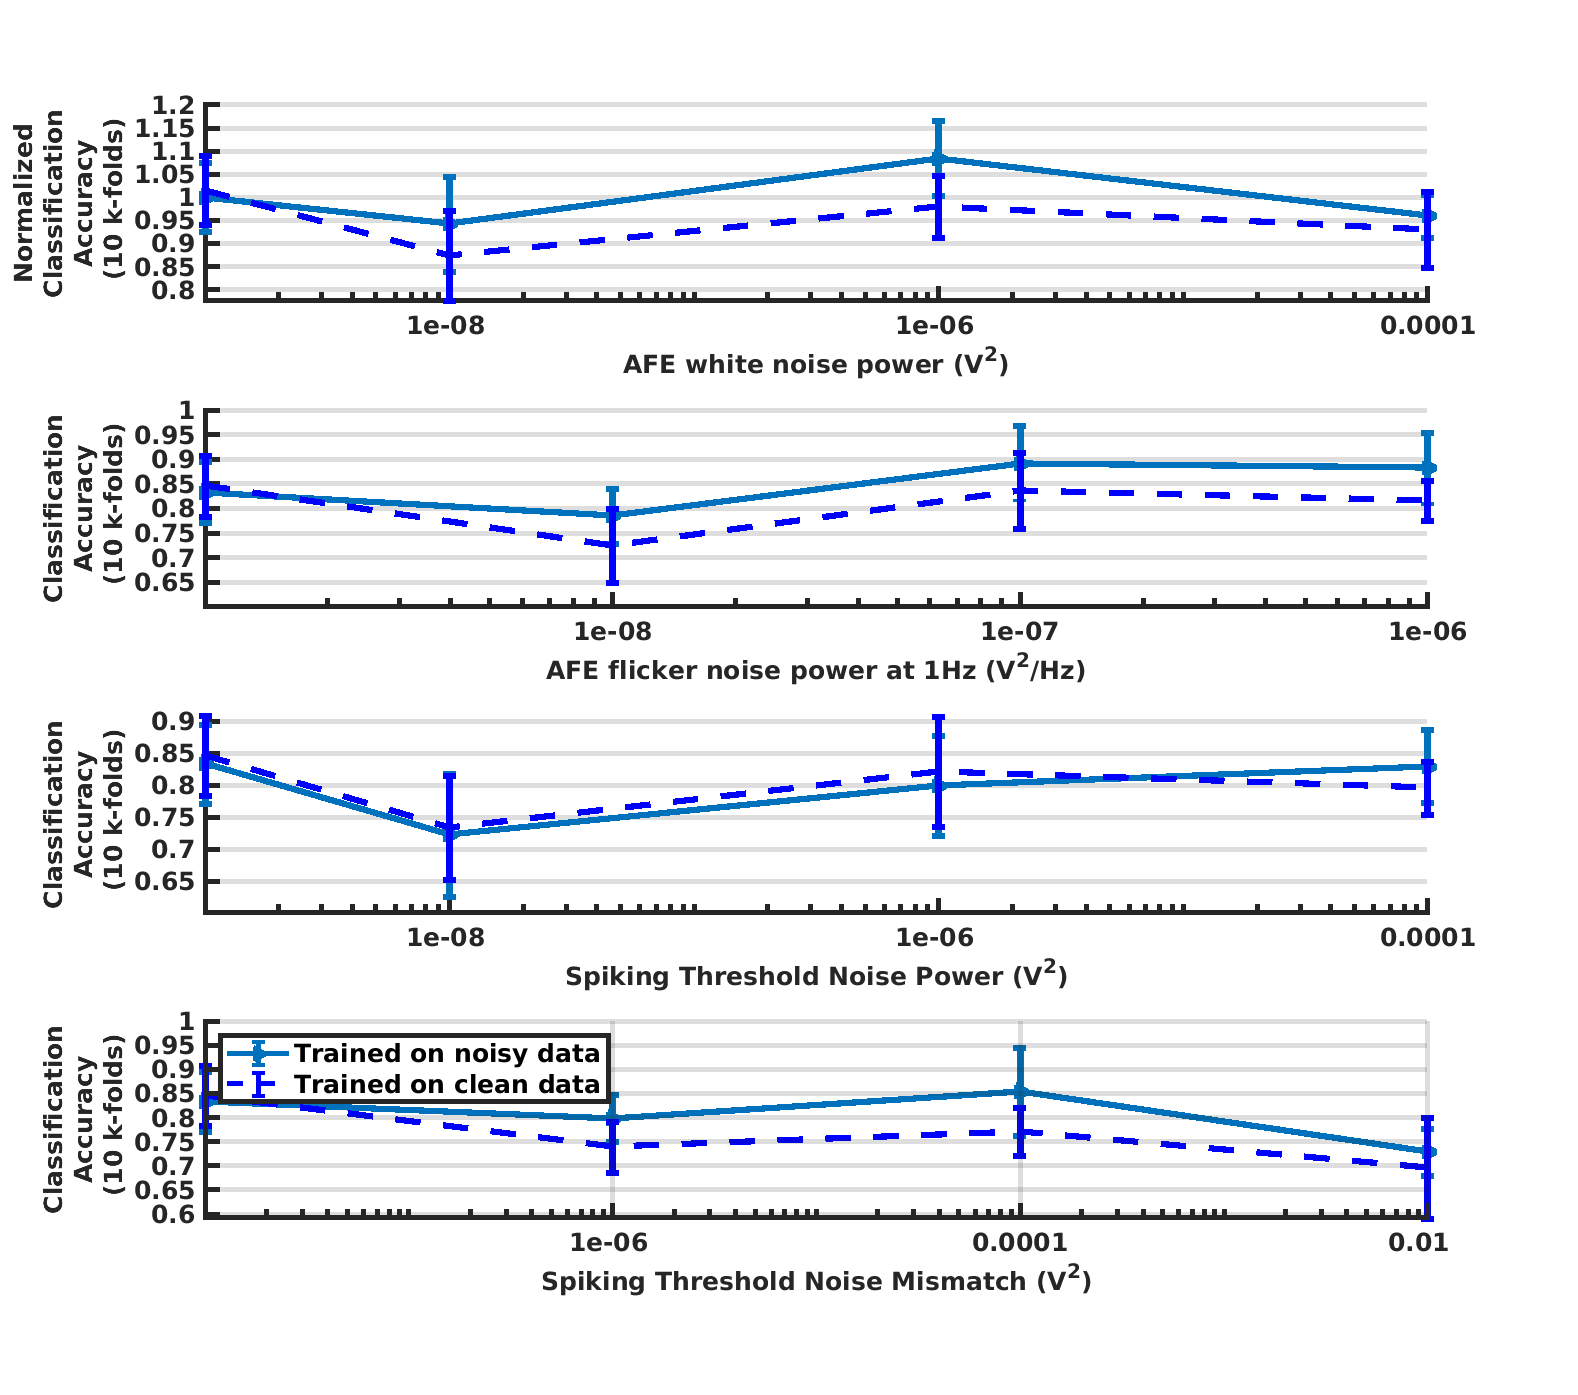 Normalized
Classification
Accuracy
(10 k-folds)
1.2
1.15
1.1
1.05
1
0.95
0.9
0.85
0.8
1e-08
1e-06
0.0001
AFE white noise power (V²)
Classification
Accuracy
(10 k-folds)
1
0.95
0.9
0.85
0.8
0.75
0.7
0.65
1e-08
1e-07
1e-06
AFE flicker noise power at 1Hz (V²/Hz)
Classification
Accuracy
(10 k-folds)
0.9
0.85
0.8
0.75
0.7
0.65
1e-08
1e-06
0.0001
Spiking Threshold Noise Power (V²)
Classification
Accuracy
(10 k-folds)
1
0.95
0.9
0.85
0.8
0.75
0.7
0.65
0.6
Trained on noisy data
Trained on clean data
1e-06
0.0001
0.01
Spiking Threshold Noise Mismatch (V²)